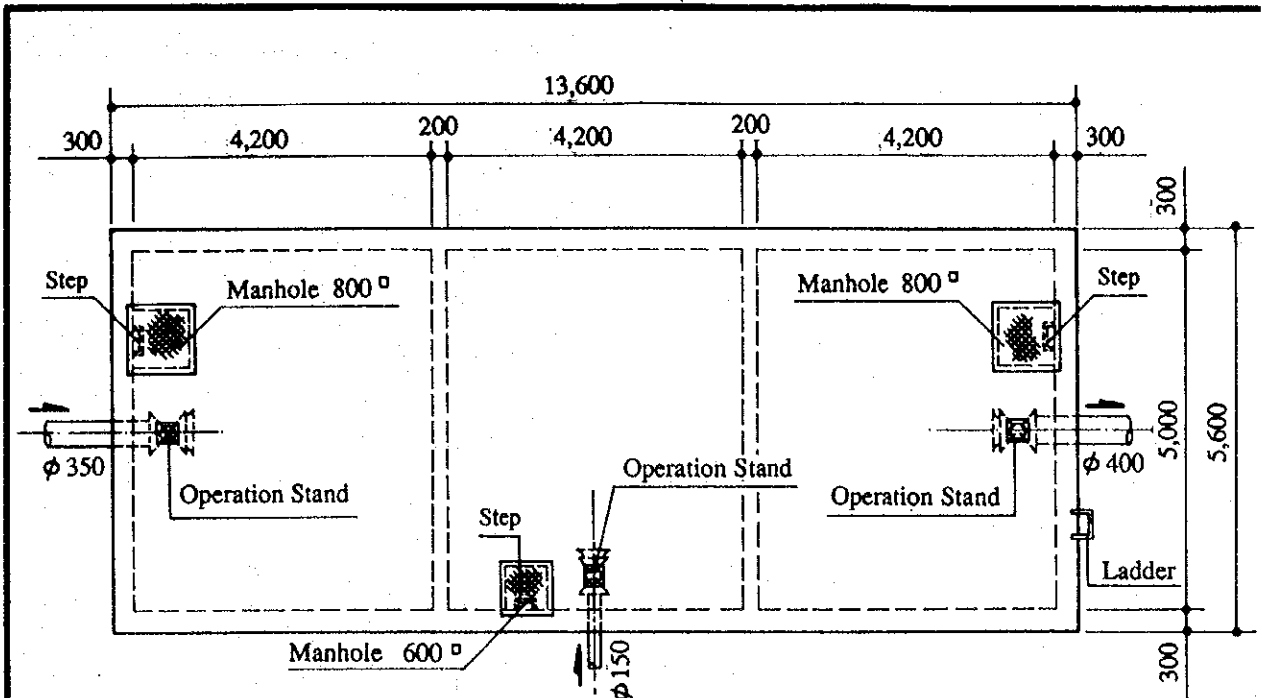 13,600
300 4,200 200 4,200 200 4,200 300
300
Step Manhole 800 □ Manhole 800 □ Step
5,000 5,600
φ 350 φ 400
Operation Stand Operation Stand Operation Stand
Step
Ladder
Manhole 600 □ φ 150
300